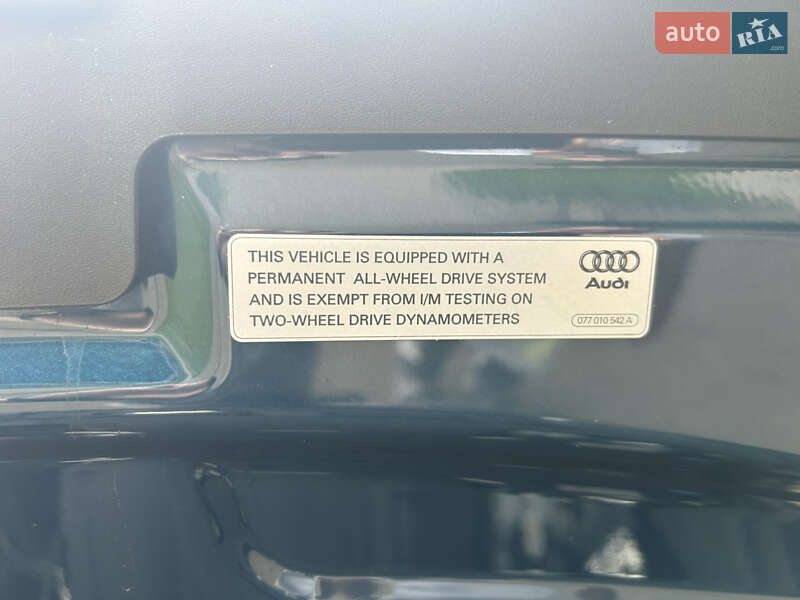 auto RIA.com
THIS VEHICLE IS EQUIPPED WITH A
PERMANENT ALL-WHEEL DRIVE SYSTEM
AND IS EXEMPT FROM I/M TESTING ON
TWO-WHEEL DRIVE DYNAMOMETERS
Audi
077 010 542 A